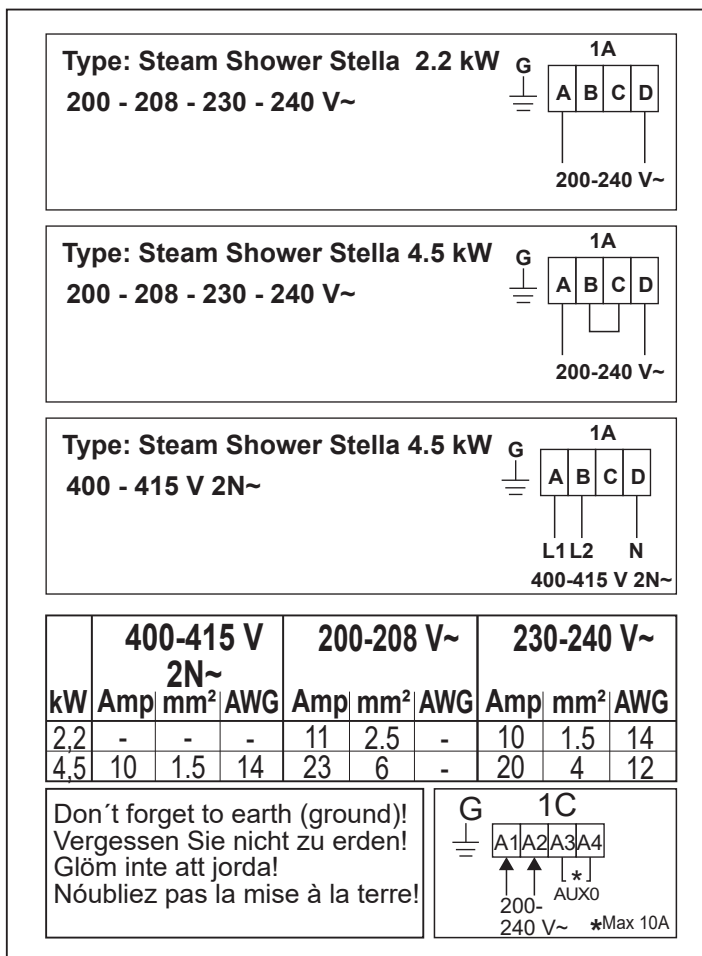 Type: Steam Shower Stella 2.2 kW
200 - 208 - 230 - 240 V~
G
1A
A B C D
200-240 V~
Type: Steam Shower Stella 4.5 kW
200 - 208 - 230 - 240 V~
G
1A
A B C D
200-240 V~
Type: Steam Shower Stella 4.5 kW
400 - 415 V 2N~
G
1A
A B C D
L1 L2 N
400-415 V 2N~
400-415 V 2N~ 200-208 V~ 230-240 V~
kW Amp mm² AWG Amp mm² AWG Amp mm² AWG
2,2 - - - 11 2.5 - 10 1.5 14
4,5 10 1.5 14 23 6 - 20 4 12
Don´t forget to earth (ground)!
Vergessen Sie nicht zu erden!
Glöm inte att jorda!
Nóubliez pas la mise à la terre!
G 1C
A1 A2 A3 A4
*
AUX0
200-
240 V~
*Max 10A